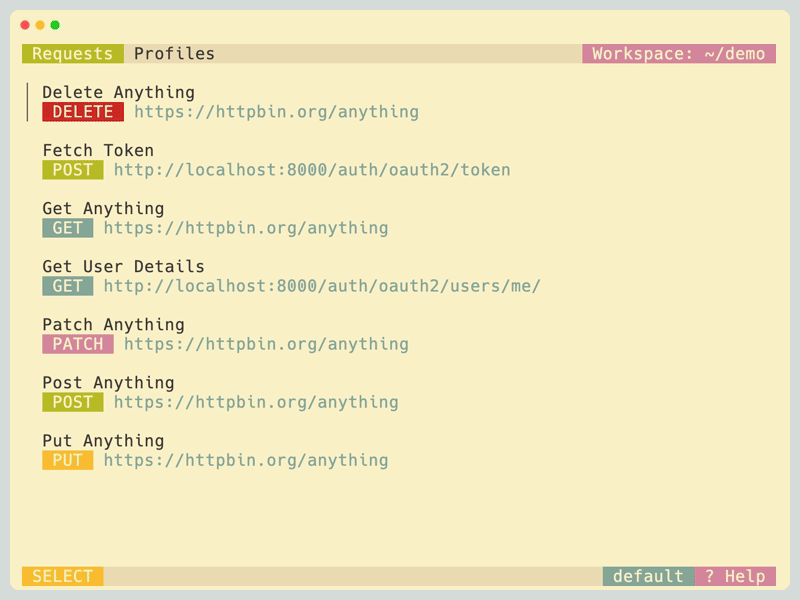 Requests Profiles Workspace: ~/demo
Delete Anything
DELETE https://httpbin.org/anything
Fetch Token
POST http://localhost:8000/auth/oauth2/token
Get Anything
GET https://httpbin.org/anything
Get User Details
GET http://localhost:8000/auth/oauth2/users/me/
Patch Anything
PATCH https://httpbin.org/anything
Post Anything
POST https://httpbin.org/anything
Put Anything
PUT https://httpbin.org/anything
SELECT default ? Help